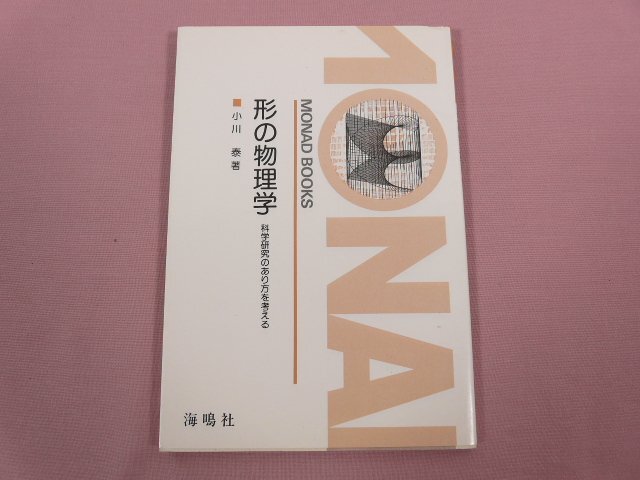 MONAD
MONAD BOOKS
形の物理学
科学研究のあり方を考える
小川 泰著
海鳴社